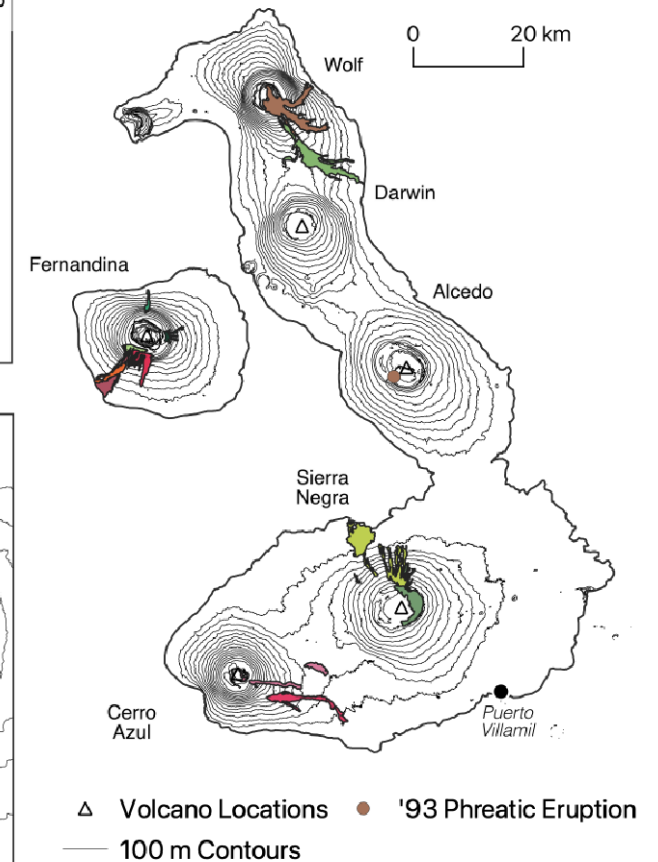 0 20 km
Wolf
Darwin
Fernandina
Alcedo
Sierra
Negra
Cerro
Azul
Puerto
Villamil
Volcano Locations
'93 Phreatic Eruption
100 m Contours